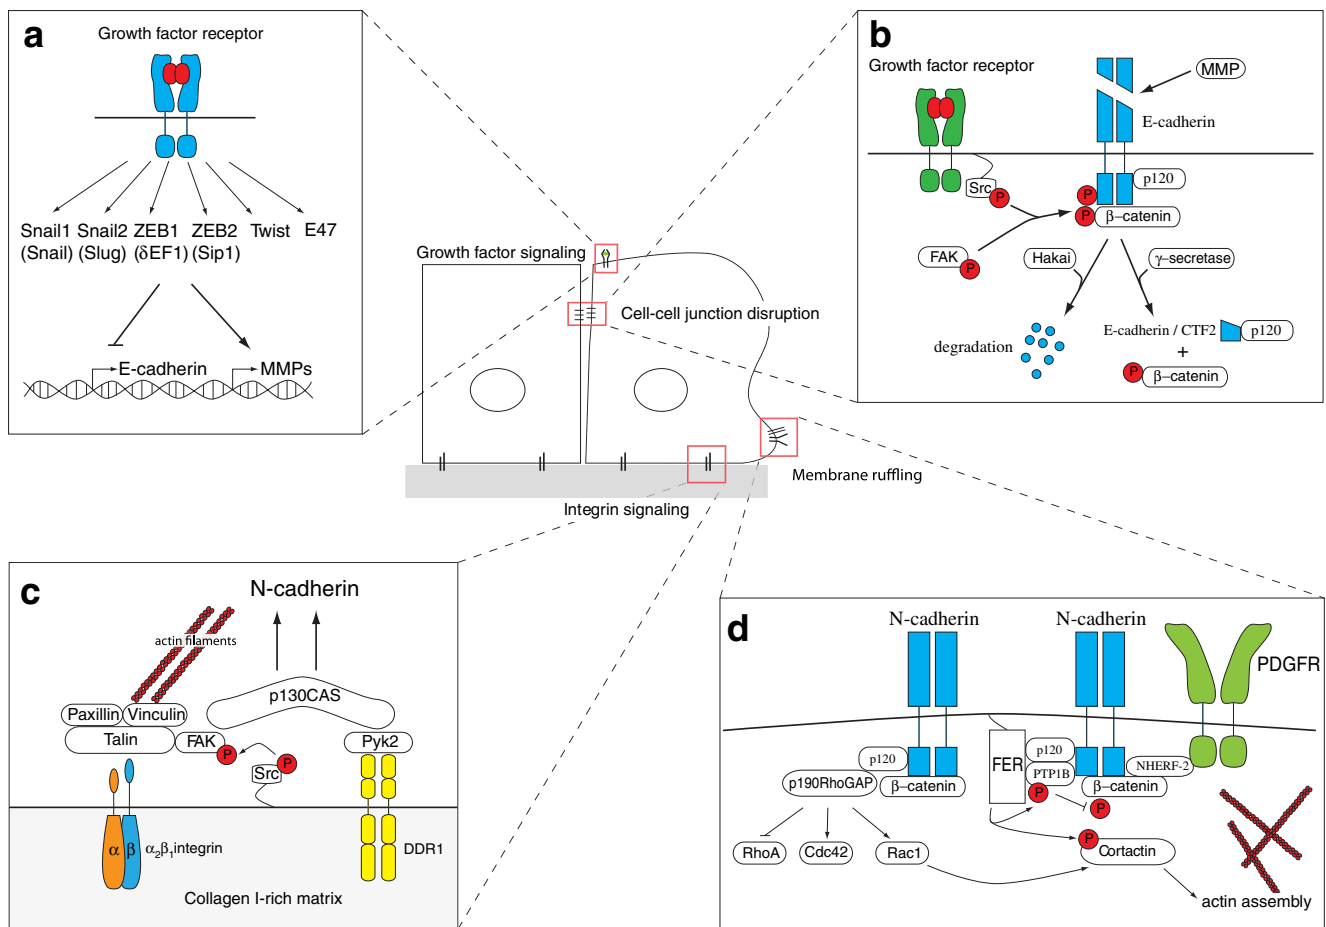 a
Growth factor receptor
Snail1 Snail2 ZEB1 ZEB2 Twist E47
(Snail) (Slug) (δEF1) (Sip1)
E-cadherin
MMPs
b
Growth factor receptor
MMP
E-cadherin
Src
P
P
P
p120
β–catenin
FAK
P
Hakai
γ–secretase
degradation
E-cadherin / CTF2
p120
+
P
β–catenin
Growth factor signaling
Cell-cell junction disruption
Membrane ruffling
Integrin signaling
c
N-cadherin
actin filaments
p130CAS
Paxillin
Vinculin
Talin
FAK
P
Src
P
Pyk2
α
β
α2β1integrin
DDR1
Collagen I-rich matrix
d
N-cadherin
N-cadherin
PDGFR
p120
p190RhoGAP
β–catenin
FER
p120
PTP1B
P
NHERF-2
β–catenin
P
RhoA
Cdc42
Rac1
P
Cortactin
actin assembly